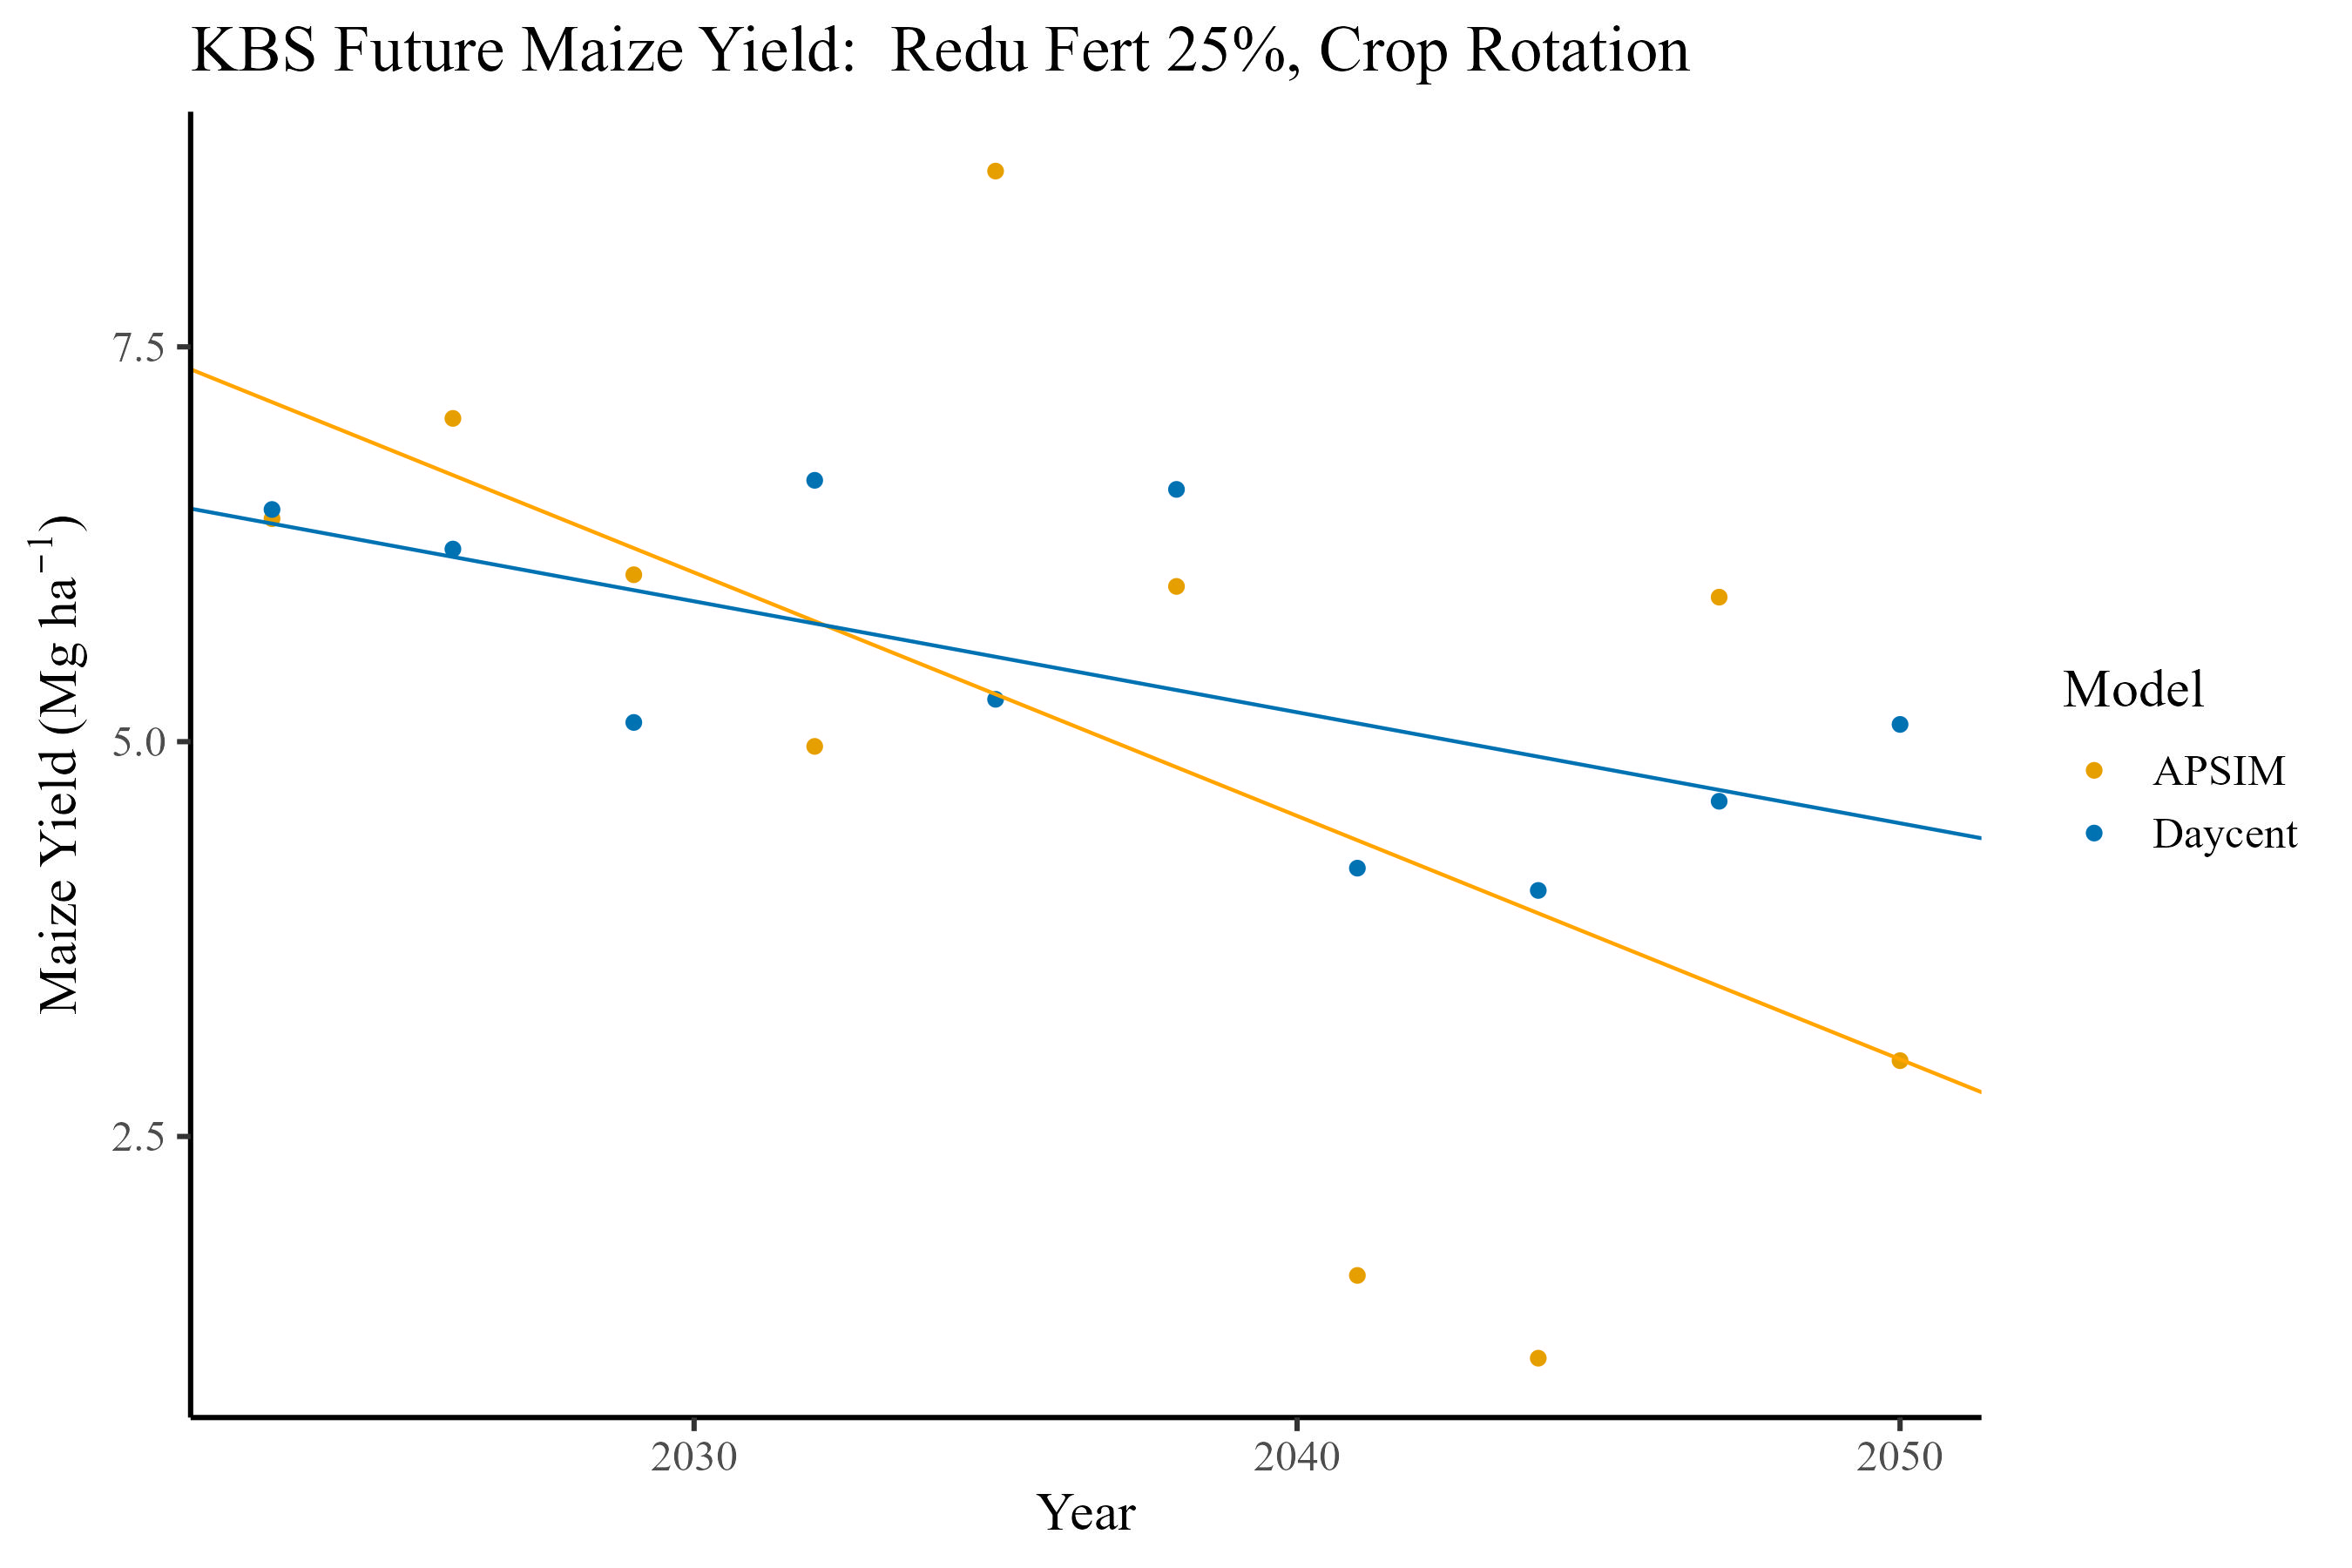 KBS Future Maize Yield:  Redu Fert 25%, Crop Rotation
Maize Yield (Mg ha⁻¹)
7.5
5.0
2.5
2030
2040
2050
Year
Model
APSIM
Daycent